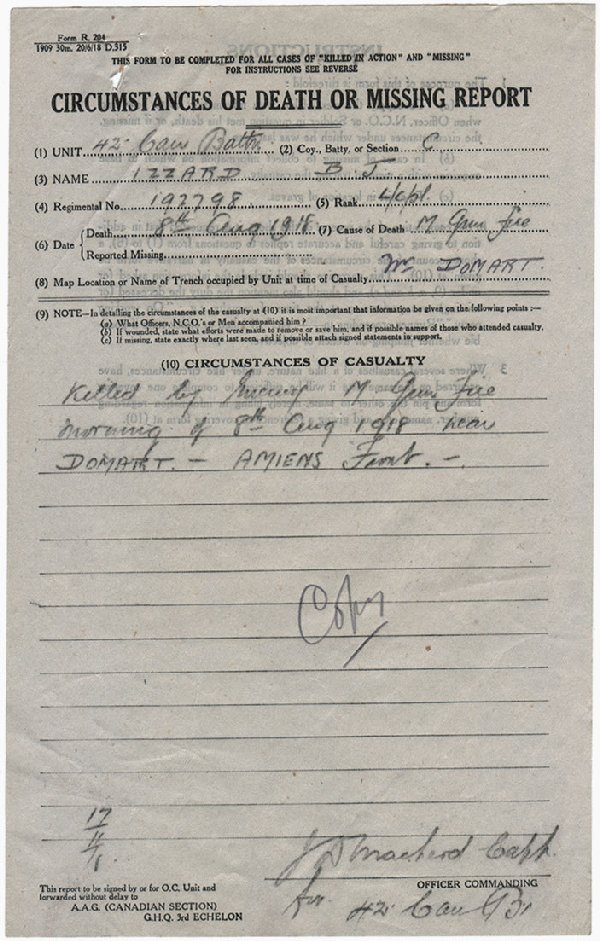 Form R. 204
1909 30m. 20/6/18 D.515
THIS FORM TO BE COMPLETED FOR ALL CASES OF "KILLED IN ACTION" AND "MISSING"
FOR INSTRUCTIONS SEE REVERSE
CIRCUMSTANCES OF DEATH OR MISSING REPORT
(1) UNIT 42 Can Battn (2) Coy., Batty, or Section C
(3) NAME IZZARD B J.
(4) Regimental No. 192798 (5) Rank L/Cpl.
(6) Date { Death 8th Aug 1918 (7) Cause of Death M Gun fire
Reported Missing
(8) Map Location or Name of Trench occupied by Unit at time of Casualty Nr DOMART
(9) NOTE—In detailing the circumstances of the casualty at (10) it is most important that information be given on the following points :—
(a) What Officers, N.C.O.'s or Men accompanied him ?
(b) If wounded, state what efforts were made to remove or save him, and if possible names of those who attended casualty.
(c) If missing, state exactly where last seen, and if possible attach signed statements in support.
(10) CIRCUMSTANCES OF CASUALTY
Killed by Enemy M Gun fire
morning of 8th Aug 1918 near
DOMART. — AMIENS Front. —
Copy
17
Capt.
This report to be signed by or for O.C. Unit and
forwarded without delay to
A.A.G. (CANADIAN SECTION)
G.H.Q. 3rd ECHELON
OFFICER COMMANDING
for 42 Can Bn